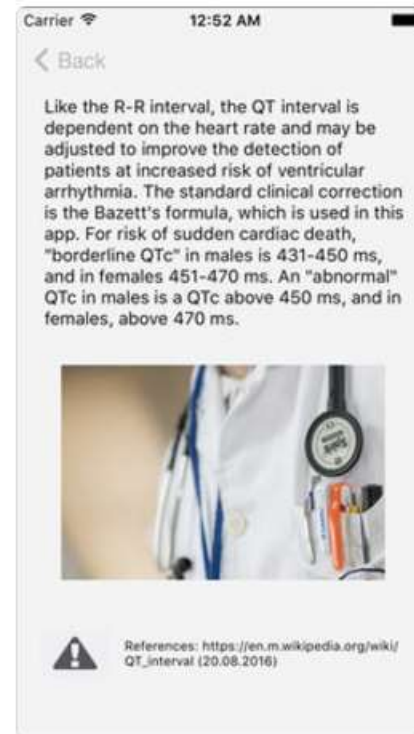 Carrier 12:52 AM
Back
Like the R-R interval, the QT interval is
dependent on the heart rate and may be
adjusted to improve the detection of
patients at increased risk of ventricular
arrhythmia. The standard clinical correction
is the Bazett's formula, which is used in this
app. For risk of sudden cardiac death,
"borderline QTc" in males is 431-450 ms,
and in females 451-470 ms. An "abnormal"
QTc in males is a QTc above 450 ms, and in
females, above 470 ms.
References: https://en.m.wikipedia.org/wiki/
QT_interval (20.08.2016)